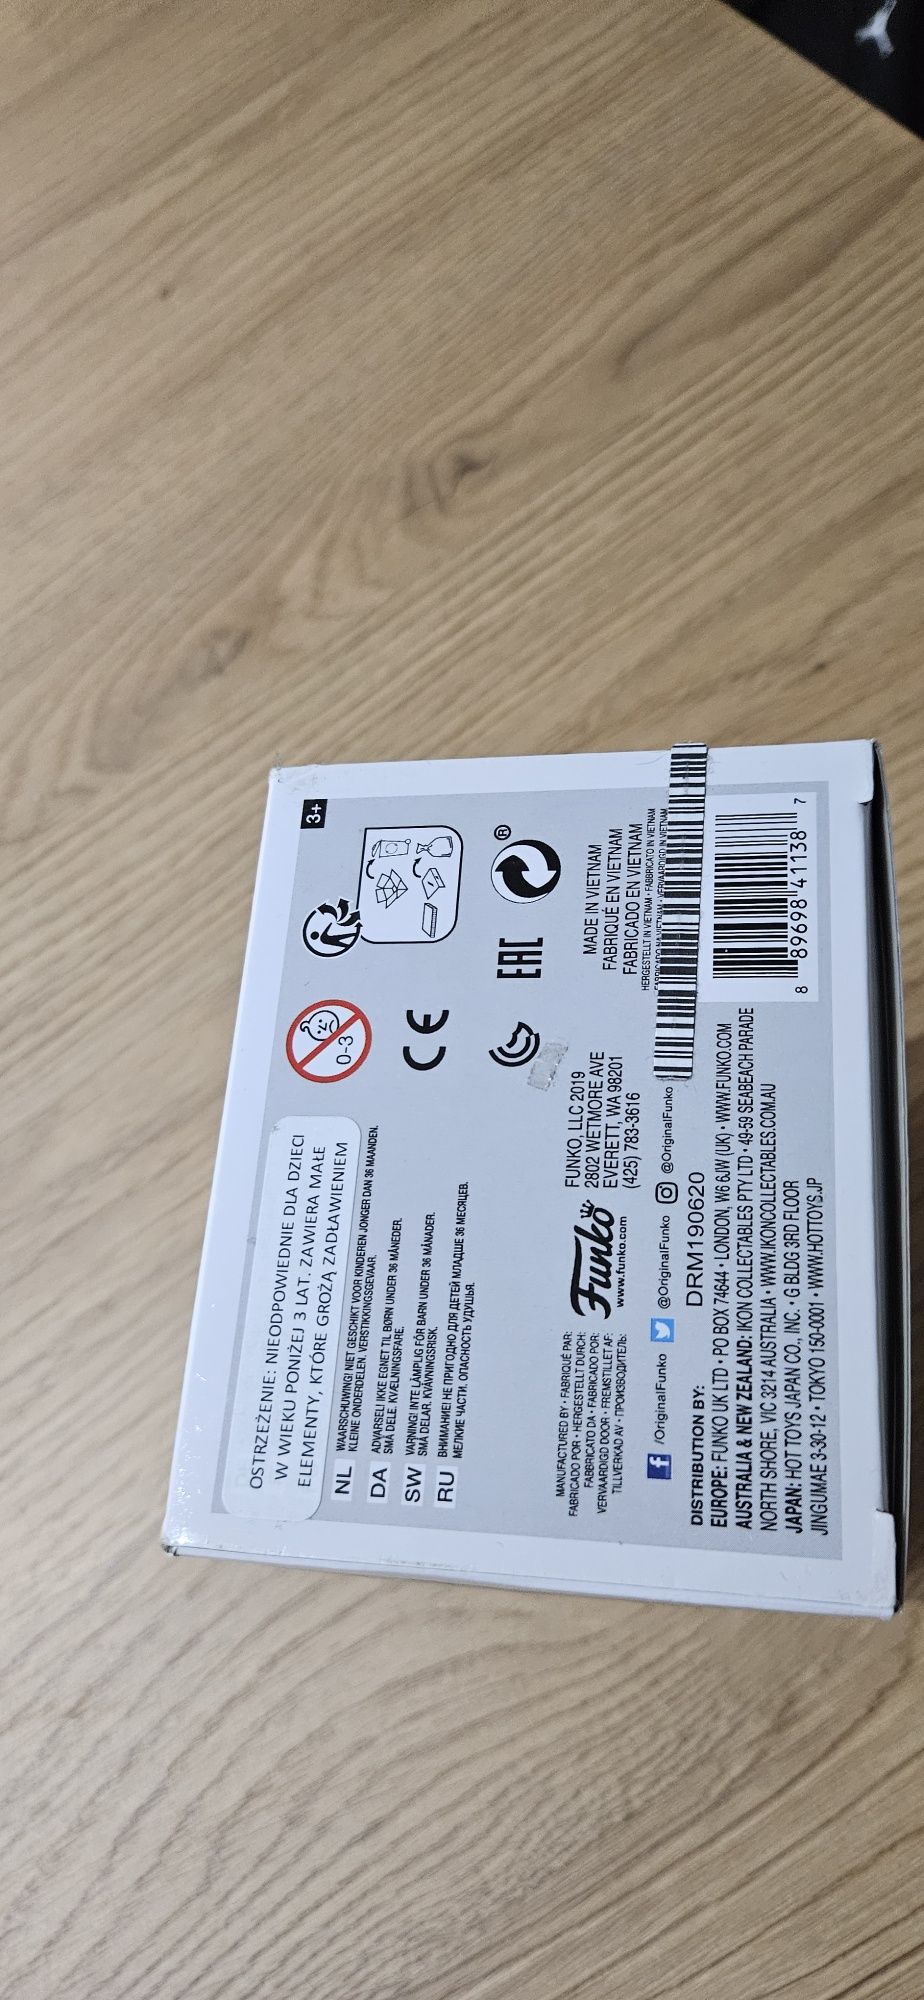 OSTRZEŻENIE: NIEODPOWIEDNIE DLA DZIECI
W WIEKU PONIŻEJ 3 LAT. ZAWIERA MAŁE
ELEMENTY, KTÓRE GROŻĄ ZADŁAWIENIEM
NL WAARSCHUWING! NIET GESCHIKT VOOR KINDEREN JONGER DAN 36 MAANDEN.
KLEINE ONDERDELEN. VERSTIKKINGSGEVAAR.
DA ADVARSEL! IKKE EGNET TIL BØRN UNDER 36 MÅNEDER.
SMÅ DELE. KVÆLNINGSFARE.
SW VARNING! INTE LÄMPLIG FÖR BARN UNDER 36 MÅNADER.
SMÅ DELAR. KVÄVNINGSRISK.
RU ВНИМАНИЕ! НЕ ПРИГОДНО ДЛЯ ДЕТЕЙ МЛАДШЕ 36 МЕСЯЦЕВ.
МЕЛКИЕ ЧАСТИ. ОПАСНОСТЬ УДУШЬЯ.
0-3
3+
CE
EAC
®
MANUFACTURED BY • FABRIQUÉ PAR:
FABRICADO POR • HERGESTELLT DURCH:
FABBRICATO DA • FABRICADO POR:
VERVAARDIGD DOOR • FREMSTILLET AF:
TILLVERKAD AV • ПРОИЗВОДИТЕЛЬ:
Funko
www.funko.com
FUNKO, LLC 2019
2802 WETMORE AVE
EVERETT, WA 98201
(425) 783-3616
MADE IN VIETNAM
FABRIQUÉ EN VIETNAM
FABRICADO EN VIETNAM
HERGESTELLT IN VIETNAM • FABBRICATO IN VIETNAM
/OriginalFunko @OriginalFunko @OriginalFunko
DRM190620
DISTRIBUTION BY:
EUROPE: FUNKO UK LTD • PO BOX 74644 • LONDON, W6 6JW (UK) • WWW.FUNKO.COM
AUSTRALIA & NEW ZEALAND: IKON COLLECTABLES PTY LTD • 49-59 SEABEACH PARADE
NORTH SHORE, VIC 3214 AUSTRALIA • WWW.IKONCOLLECTABLES.COM.AU
JAPAN: HOT TOYS JAPAN CO., INC. • G BLDG 3RD FLOOR
JINGUMAE 3-30-12 • TOKYO 150-0001 • WWW.HOTTOYS.JP
8 89698 41138 7